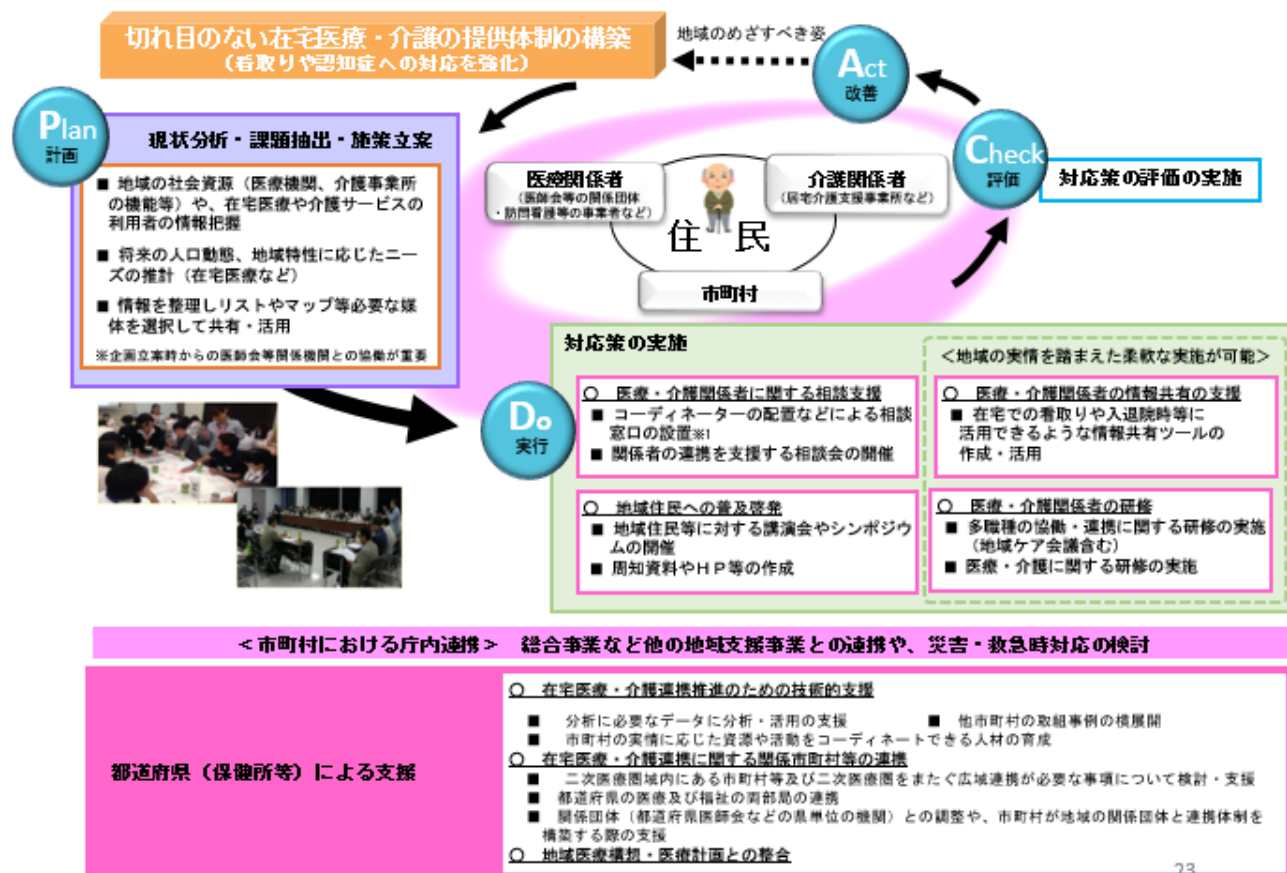 切れ目のない在宅医療・介護の提供体制の構築
(看取りや認知症への対応を強化)
地域のめざすべき姿
Act
改善
Plan
計画
現状分析・課題抽出・施策立案
■ 地域の社会資源(医療機関、介護事業所
の機能等)や、在宅医療や介護サービスの
利用者の情報把握
■ 将来の人口動態、地域特性に応じたニー
ズの推計(在宅医療など)
■ 情報を整理しリストやマップ等必要な媒
体を選択して共有・活用
※企画立案時からの医師会等関係機関との協働が重要
医療関係者
(医師会等の関係団体
・訪問看護等の事業者など)
介護関係者
(居宅介護支援事業所など)
住 民
市町村
Check
評価
対応策の評価の実施
Do
実行
対応策の実施
<地域の実情を踏まえた柔軟な実施が可能>
〇 医療・介護関係者に関する相談支援
■ コーディネーターの配置などによる相談
窓口の設置※1
■ 関係者の連携を支援する相談会の開催
〇 医療・介護関係者の情報共有の支援
■ 在宅での看取りや入退院時等に
活用できるような情報共有ツールの
作成・活用
〇 地域住民への普及啓発
■ 地域住民等に対する講演会やシンポジウ
ムの開催
■ 周知資料やHP等の作成
〇 医療・介護関係者の研修
■ 多職種の協働・連携に関する研修の実施
(地域ケア会議含む)
■ 医療・介護に関する研修の実施
<市町村における庁内連携> 総合事業など他の地域支援事業との連携や、災害・救急時対応の検討
都道府県(保健所等)による支援
〇 在宅医療・介護連携推進のための技術的支援
■ 分析に必要なデータに分析・活用の支援 ■ 他市町村の取組事例の横展開
■ 市町村の実情に応じた資源や活動をコーディネートできる人材の育成
〇 在宅医療・介護連携に関する関係市町村等の連携
■ 二次医療圏域内にある市町村等及び二次医療圏をまたぐ広域連携が必要な事項について検討・支援
■ 都道府県の医療及び福祉の両部局の連携
■ 関係団体(都道府県医師会などの県単位の機関)との調整や、市町村が地域の関係団体と連携体制を
構築する際の支援
〇 地域医療構想・医療計画との整合
23